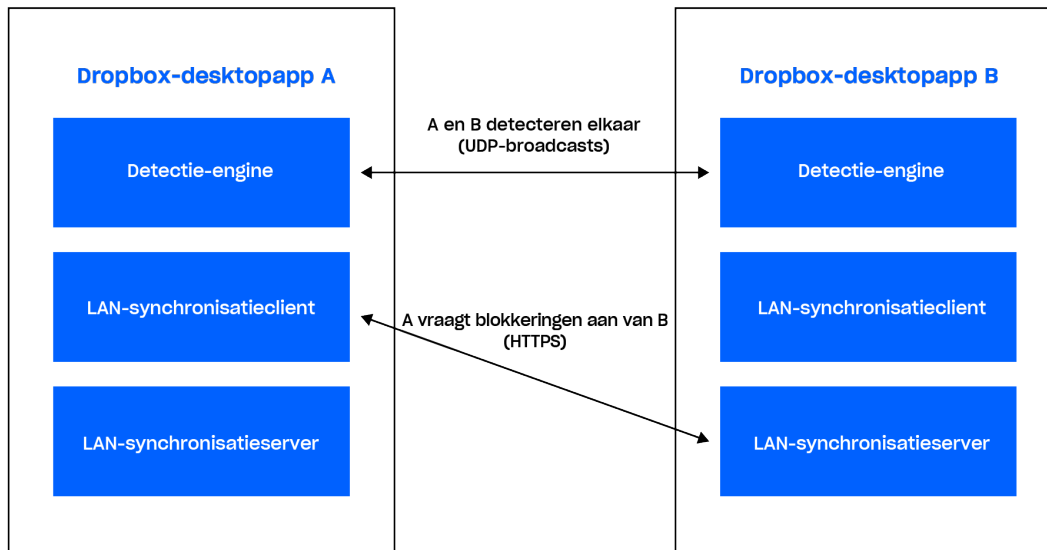 Dropbox-desktopapp A
Detectie-engine
LAN-synchronisatieclient
LAN-synchronisatieserver
A en B detecteren elkaar
(UDP-broadcasts)
A vraagt blokkeringen aan van B
(HTTPS)
Dropbox-desktopapp B
Detectie-engine
LAN-synchronisatieclient
LAN-synchronisatieserver